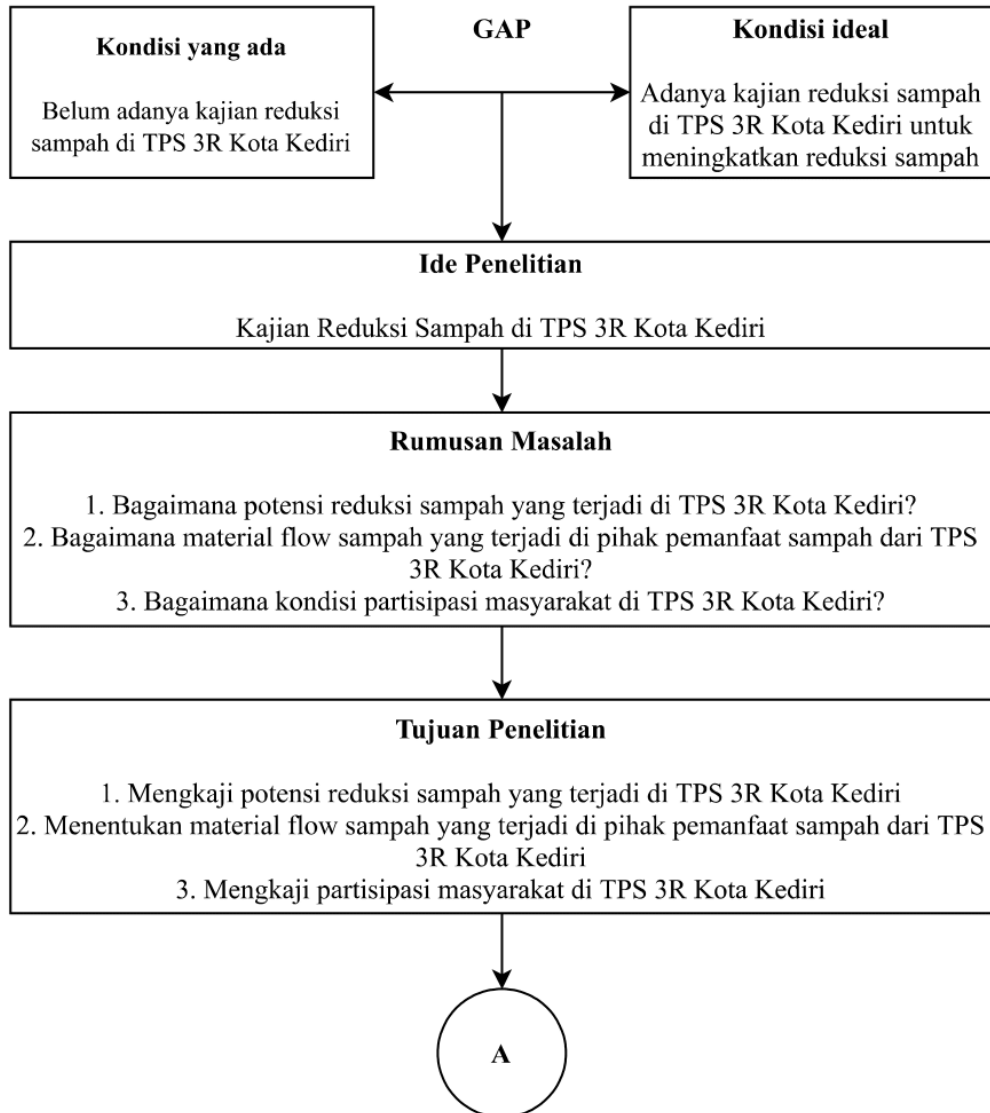 Kondisi yang ada
Belum adanya kajian reduksi
sampah di TPS 3R Kota Kediri
GAP
Kondisi ideal
Adanya kajian reduksi sampah
di TPS 3R Kota Kediri untuk
meningkatkan reduksi sampah
Ide Penelitian
Kajian Reduksi Sampah di TPS 3R Kota Kediri
Rumusan Masalah
1. Bagaimana potensi reduksi sampah yang terjadi di TPS 3R Kota Kediri?
2. Bagaimana material flow sampah yang terjadi di pihak pemanfaat sampah dari TPS
3R Kota Kediri?
3. Bagaimana kondisi partisipasi masyarakat di TPS 3R Kota Kediri?
Tujuan Penelitian
1. Mengkaji potensi reduksi sampah yang terjadi di TPS 3R Kota Kediri
2. Menentukan material flow sampah yang terjadi di pihak pemanfaat sampah dari TPS
3R Kota Kediri
3. Mengkaji partisipasi masyarakat di TPS 3R Kota Kediri
A